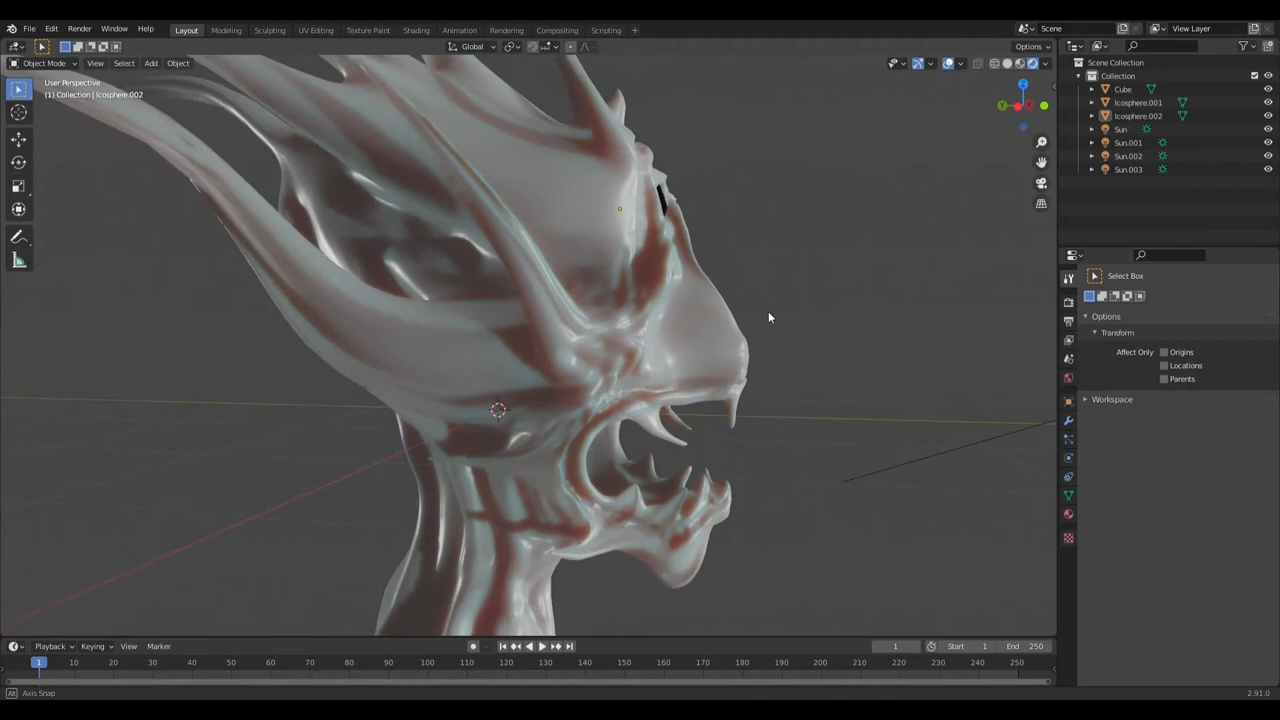 File Edit Render Window Help Layout Modeling Sculpting UV Editing Texture Paint Shading Animation Rendering Compositing Scripting + Scene View Layer
Global Options
Object Mode View Select Add Object
User Perspective
(1) Collection | Icosphere.002
Z
Y
X
Scene Collection
Collection
Cube
Icosphere.001
Icosphere.002
Sun
Sun.001
Sun.002
Sun.003
Select Box
Options
Transform
Affect Only Origins
Locations
Parents
Workspace
Playback Keying View Marker 1 Start 1 End 250
1 10 20 30 40 50 60 70 80 90 100 110 120 130 140 150 160 170 180 190 200 210 220 230 240 250
Alt Axis Snap 2.91.0